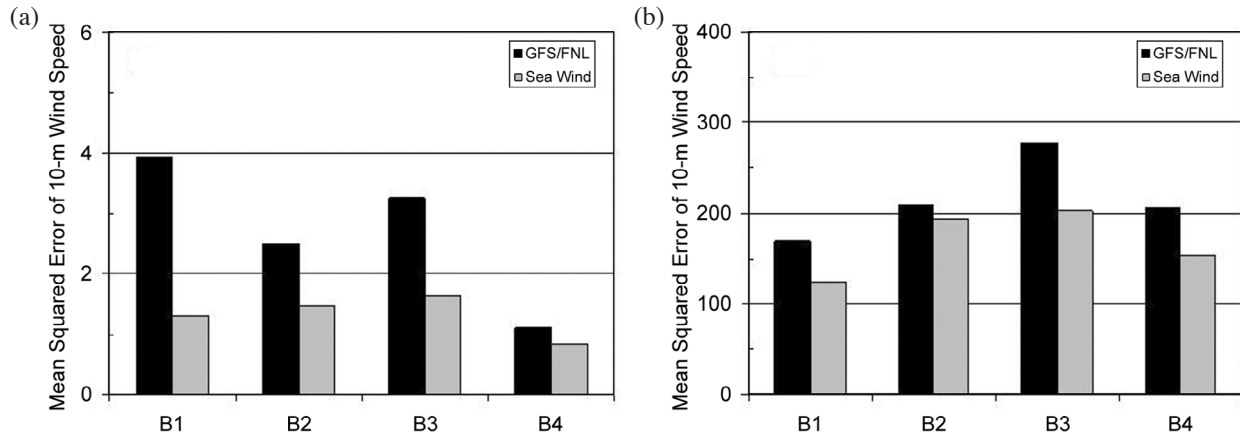 (a)
Mean Squared Error of 10-m Wind Speed
6
4
2
0
GFS/FNL
Sea Wind
B1 B2 B3 B4
(b)
Mean Squared Error of 10-m Wind Speed
400
300
200
100
0
GFS/FNL
Sea Wind
B1 B2 B3 B4